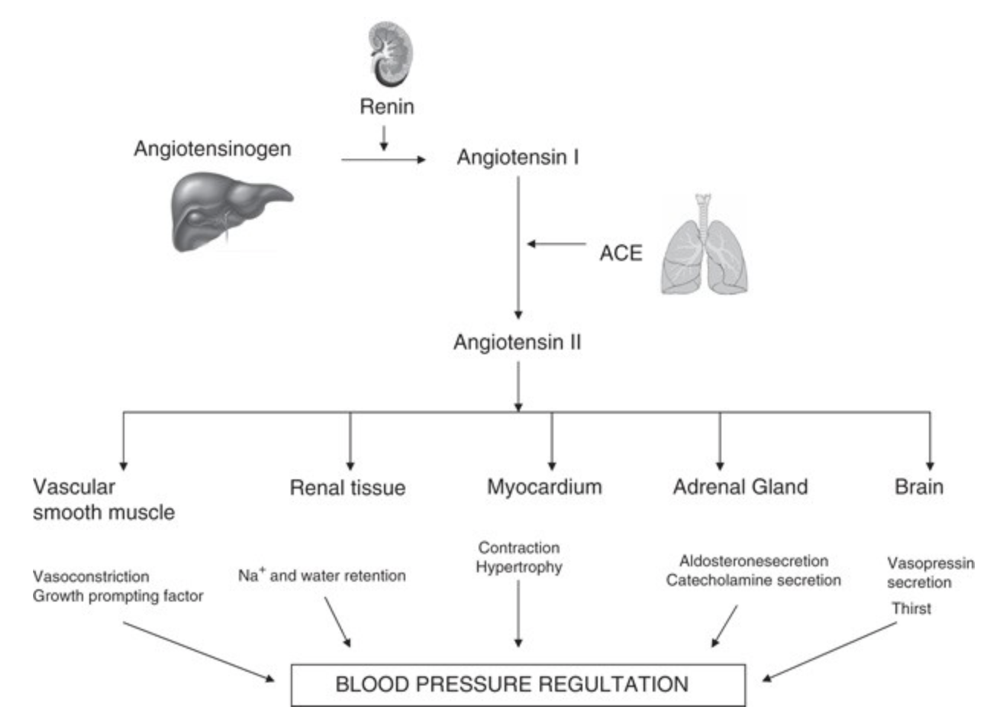 Renin
Angiotensinogen
Angiotensin I
ACE
Angiotensin II
Vascular
smooth muscle
Renal tissue
Myocardium
Adrenal Gland
Brain
Vasoconstriction
Growth prompting factor
Na+ and water retention
Contraction
Hypertrophy
Aldosteronesecretion
Catecholamine secretion
Vasopressin
secretion
Thirst
BLOOD PRESSURE REGULTATION